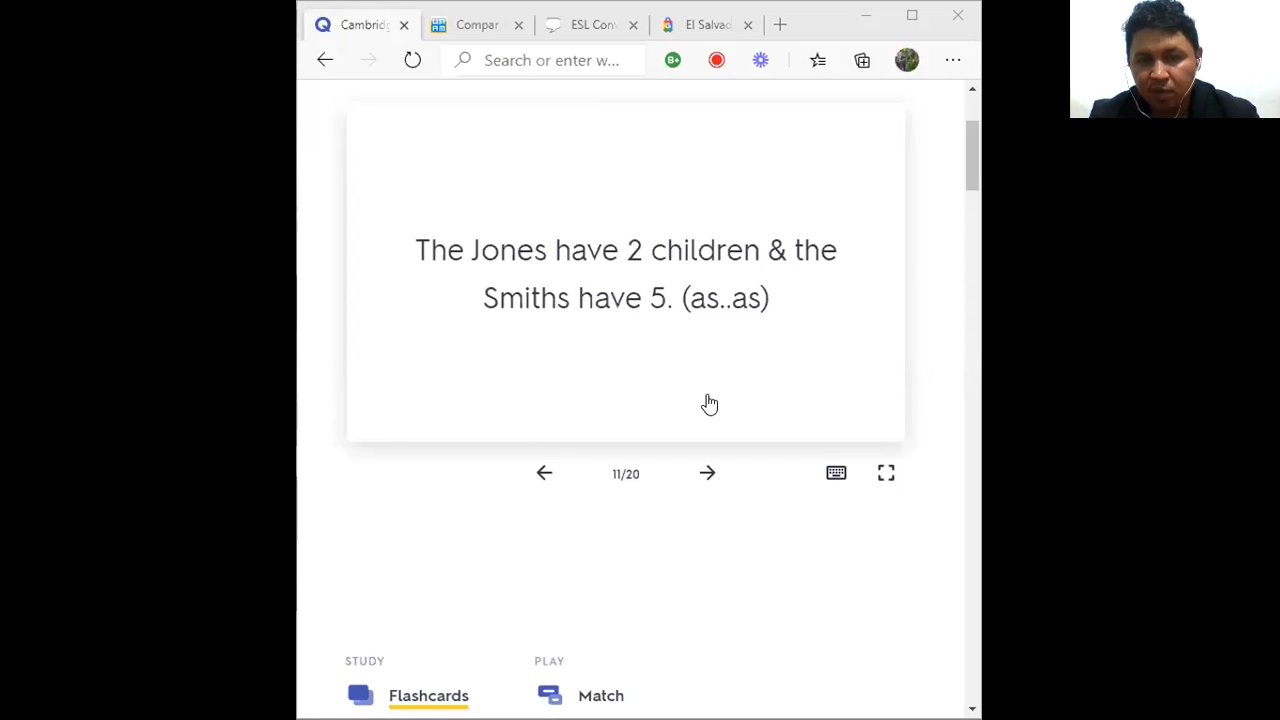 Cambridg
Compar
ESL Conv
El Salvad
Search or enter w...
B+
The Jones have 2 children & the
Smiths have 5. (as..as)
11/20
STUDY
PLAY
Flashcards
Match